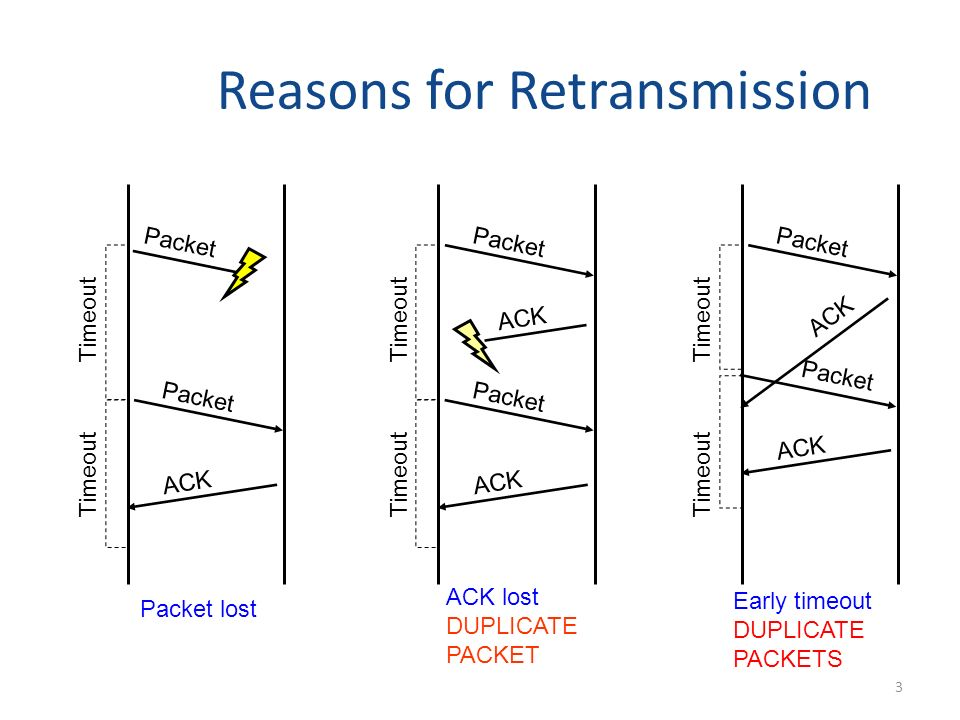 Reasons for Retransmission
Packet
Timeout
Packet
Timeout
ACK
Packet lost
Packet
Timeout
ACK
Packet
Timeout
ACK
ACK lost
DUPLICATE
PACKET
Packet
Timeout
ACK
Packet
Timeout
ACK
Early timeout
DUPLICATE
PACKETS
3